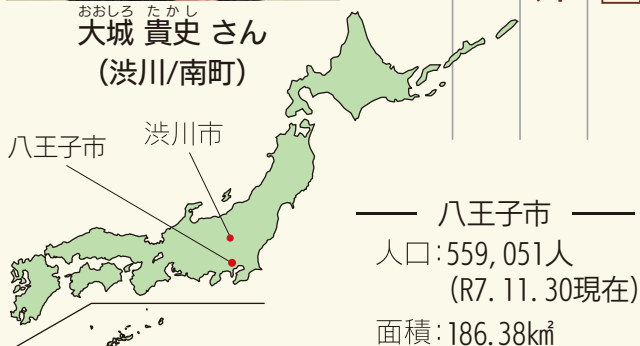 おおしろ たかし
大城 貴史 さん
(渋川/南町)
渋川市
八王子市
八王子市
人口:559,051人
(R7.11.30現在)
面積:186.38㎢